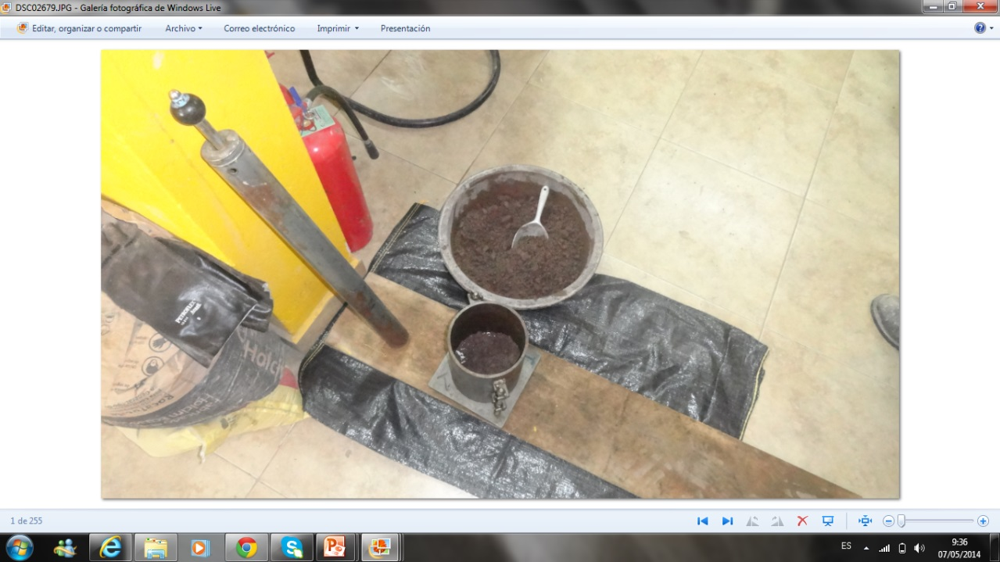 DSC02679.JPG - Galería fotográfica de Windows Live
Editar, organizar o compartir Archivo Correo electrónico Imprimir Presentación
Holc
1 de 255
ES
9:36
07/05/2014